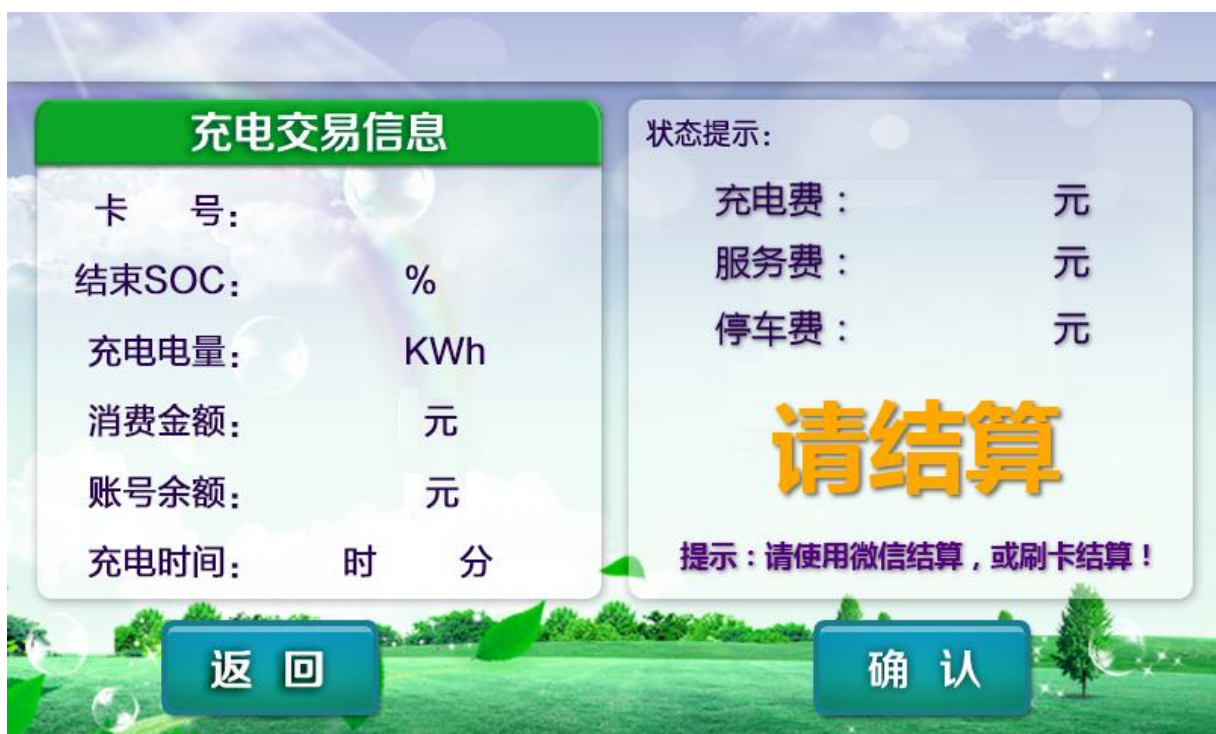 充电交易信息
卡 号：
结束SOC： %
充电电量： KWh
消费金额： 元
账号余额： 元
充电时间： 时 分
状态提示：
充电费： 元
服务费： 元
停车费： 元
请结算
提示：请使用微信结算，或刷卡结算！
返 回
确 认